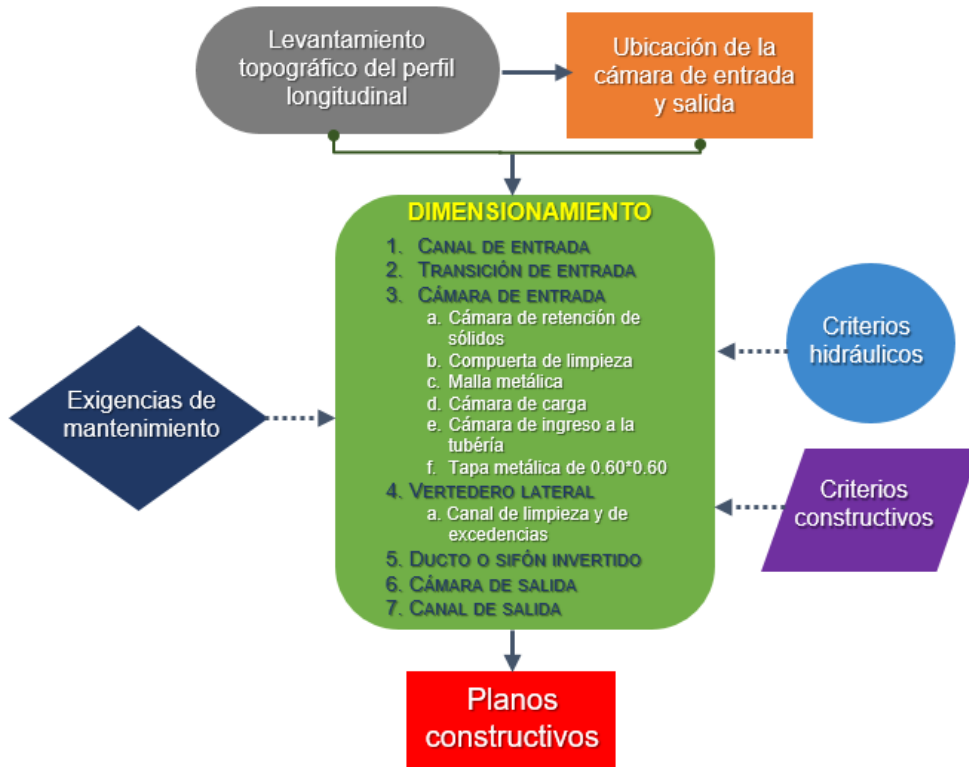 Levantamiento
topográfico del perfil
longitudinal
Ubicación de la
cámara de entrada
y salida
DIMENSIONAMIENTO
1. CANAL DE ENTRADA
2. TRANSICIÓN DE ENTRADA
3. CÁMARA DE ENTRADA
a. Cámara de retención de
sólidos
b. Compuerta de limpieza
c. Malla metálica
d. Cámara de carga
e. Cámara de ingreso a la
tubéría
f. Tapa metálica de 0.60*0.60
4. VERTEDERO LATERAL
a. Canal de limpieza y de
excedencias
5. DUCTO O SIFÓN INVERTIDO
6. CÁMARA DE SALIDA
7. CANAL DE SALIDA
Exigencias de
mantenimiento
Criterios
hidráulicos
Criterios
constructivos
Planos
constructivos